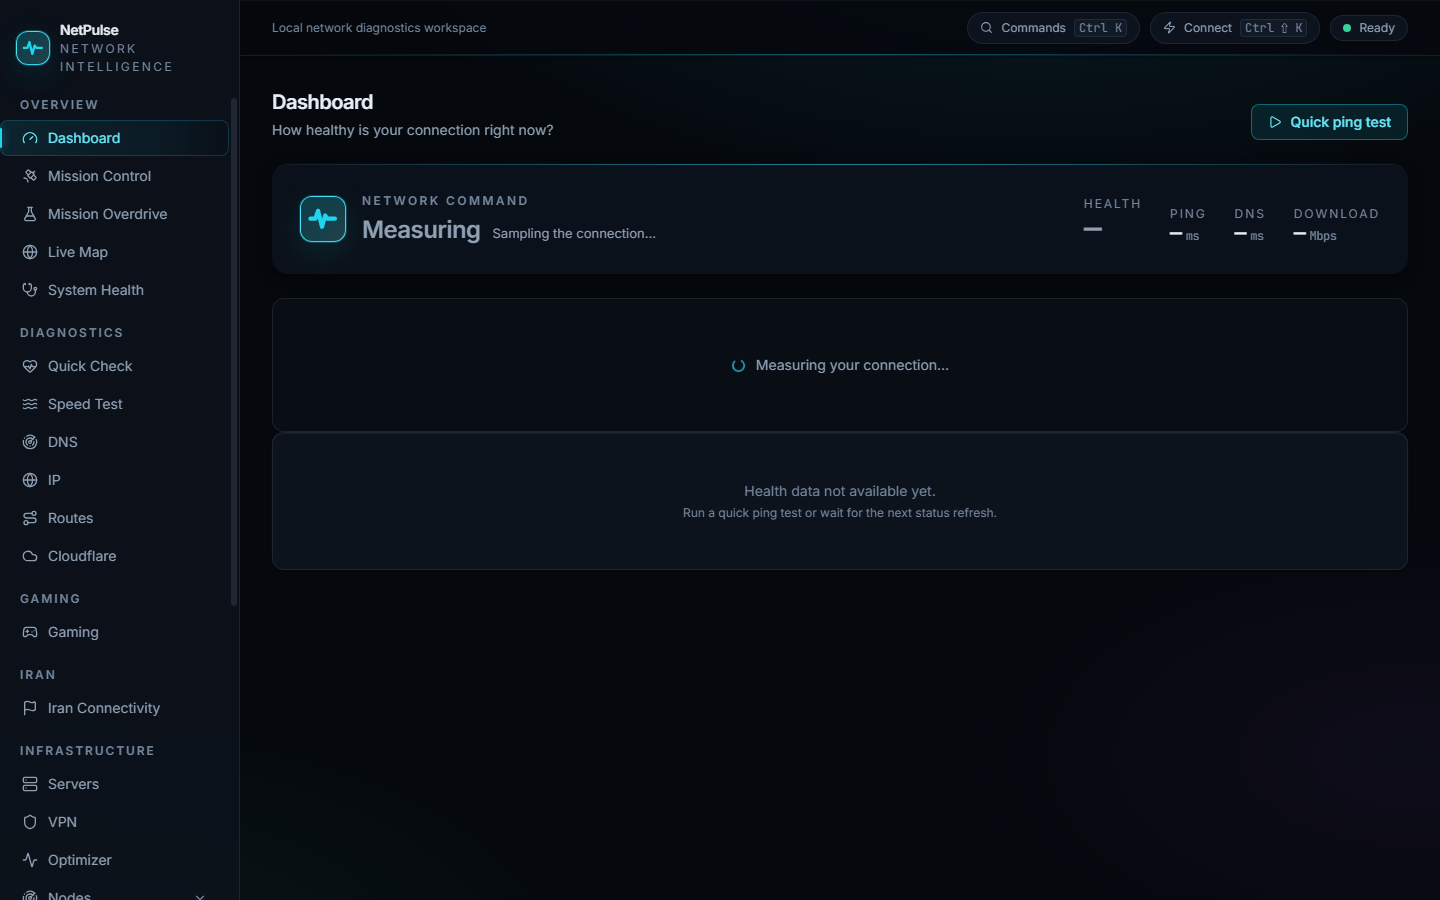 NetPulse
NETWORK
INTELLIGENCE
OVERVIEW
Dashboard
Mission Control
Mission Overdrive
Live Map
System Health
DIAGNOSTICS
Quick Check
Speed Test
DNS
IP
Routes
Cloudflare
GAMING
Gaming
IRAN
Iran Connectivity
INFRASTRUCTURE
Servers
VPN
Optimizer
Nodes
Local network diagnostics workspace
Commands Ctrl K
Connect Ctrl ⇧ K
Ready
Dashboard
How healthy is your connection right now?
Quick ping test
NETWORK COMMAND
Measuring Sampling the connection...
HEALTH
—
PING
— ms
DNS
— ms
DOWNLOAD
— Mbps
Measuring your connection...
Health data not available yet.
Run a quick ping test or wait for the next status refresh.